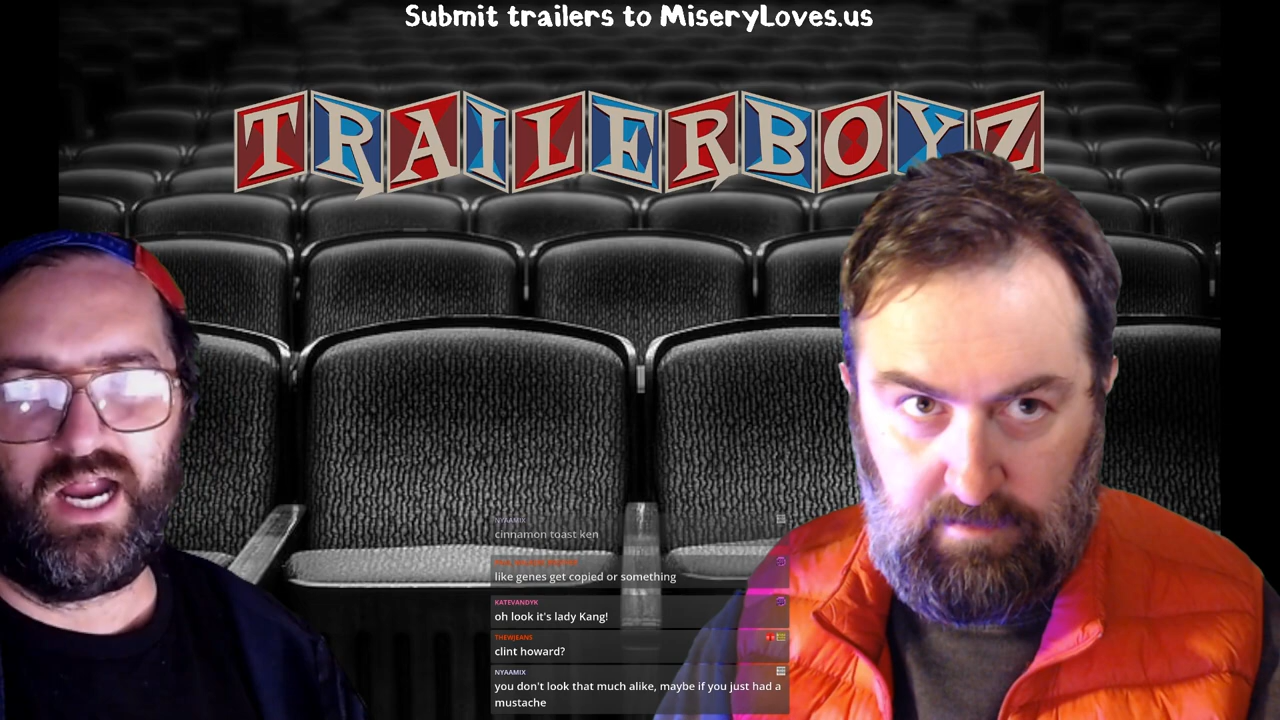 Submit trailers to MiseryLoves.us
TRAILERBOYZ
NYAAMIX
cinnamon toast ken
like genes get copied or something
KATEVANDYK
oh look it's lady Kang!
THEWJEANS
clint howard?
NYAAMIX
you don't look that much alike, maybe if you just had a
mustache